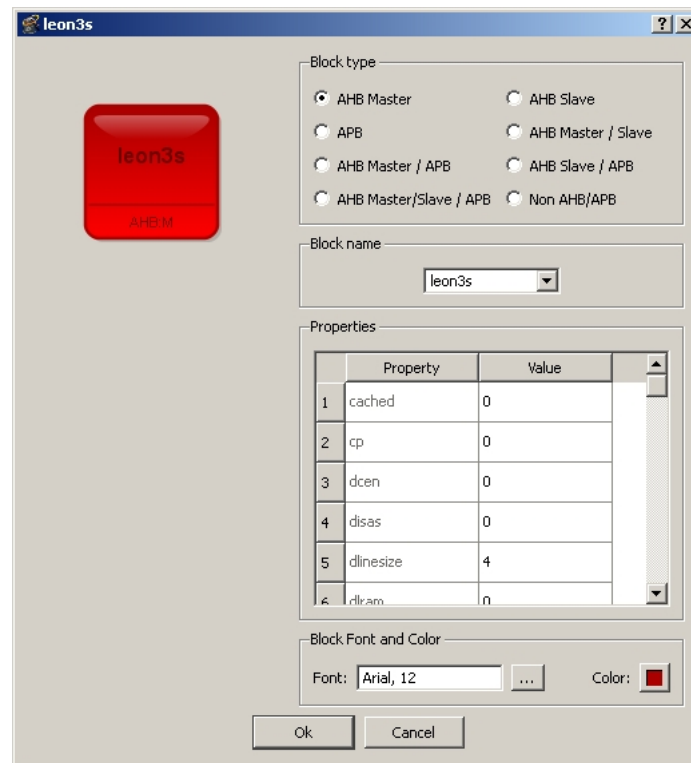 leon3s
leon3s
AHB:M
Block type
AHB Master
AHB Slave
APB
AHB Master / Slave
AHB Master / APB
AHB Slave / APB
AHB Master/Slave / APB
Non AHB/APB
Block name
leon3s
Properties
Property Value
1 cached 0
2 cp 0
3 dcen 0
4 disas 0
5 dlinesize 4
6 dlram 0
Block Font and Color
Font: Arial, 12 ... Color:
Ok Cancel